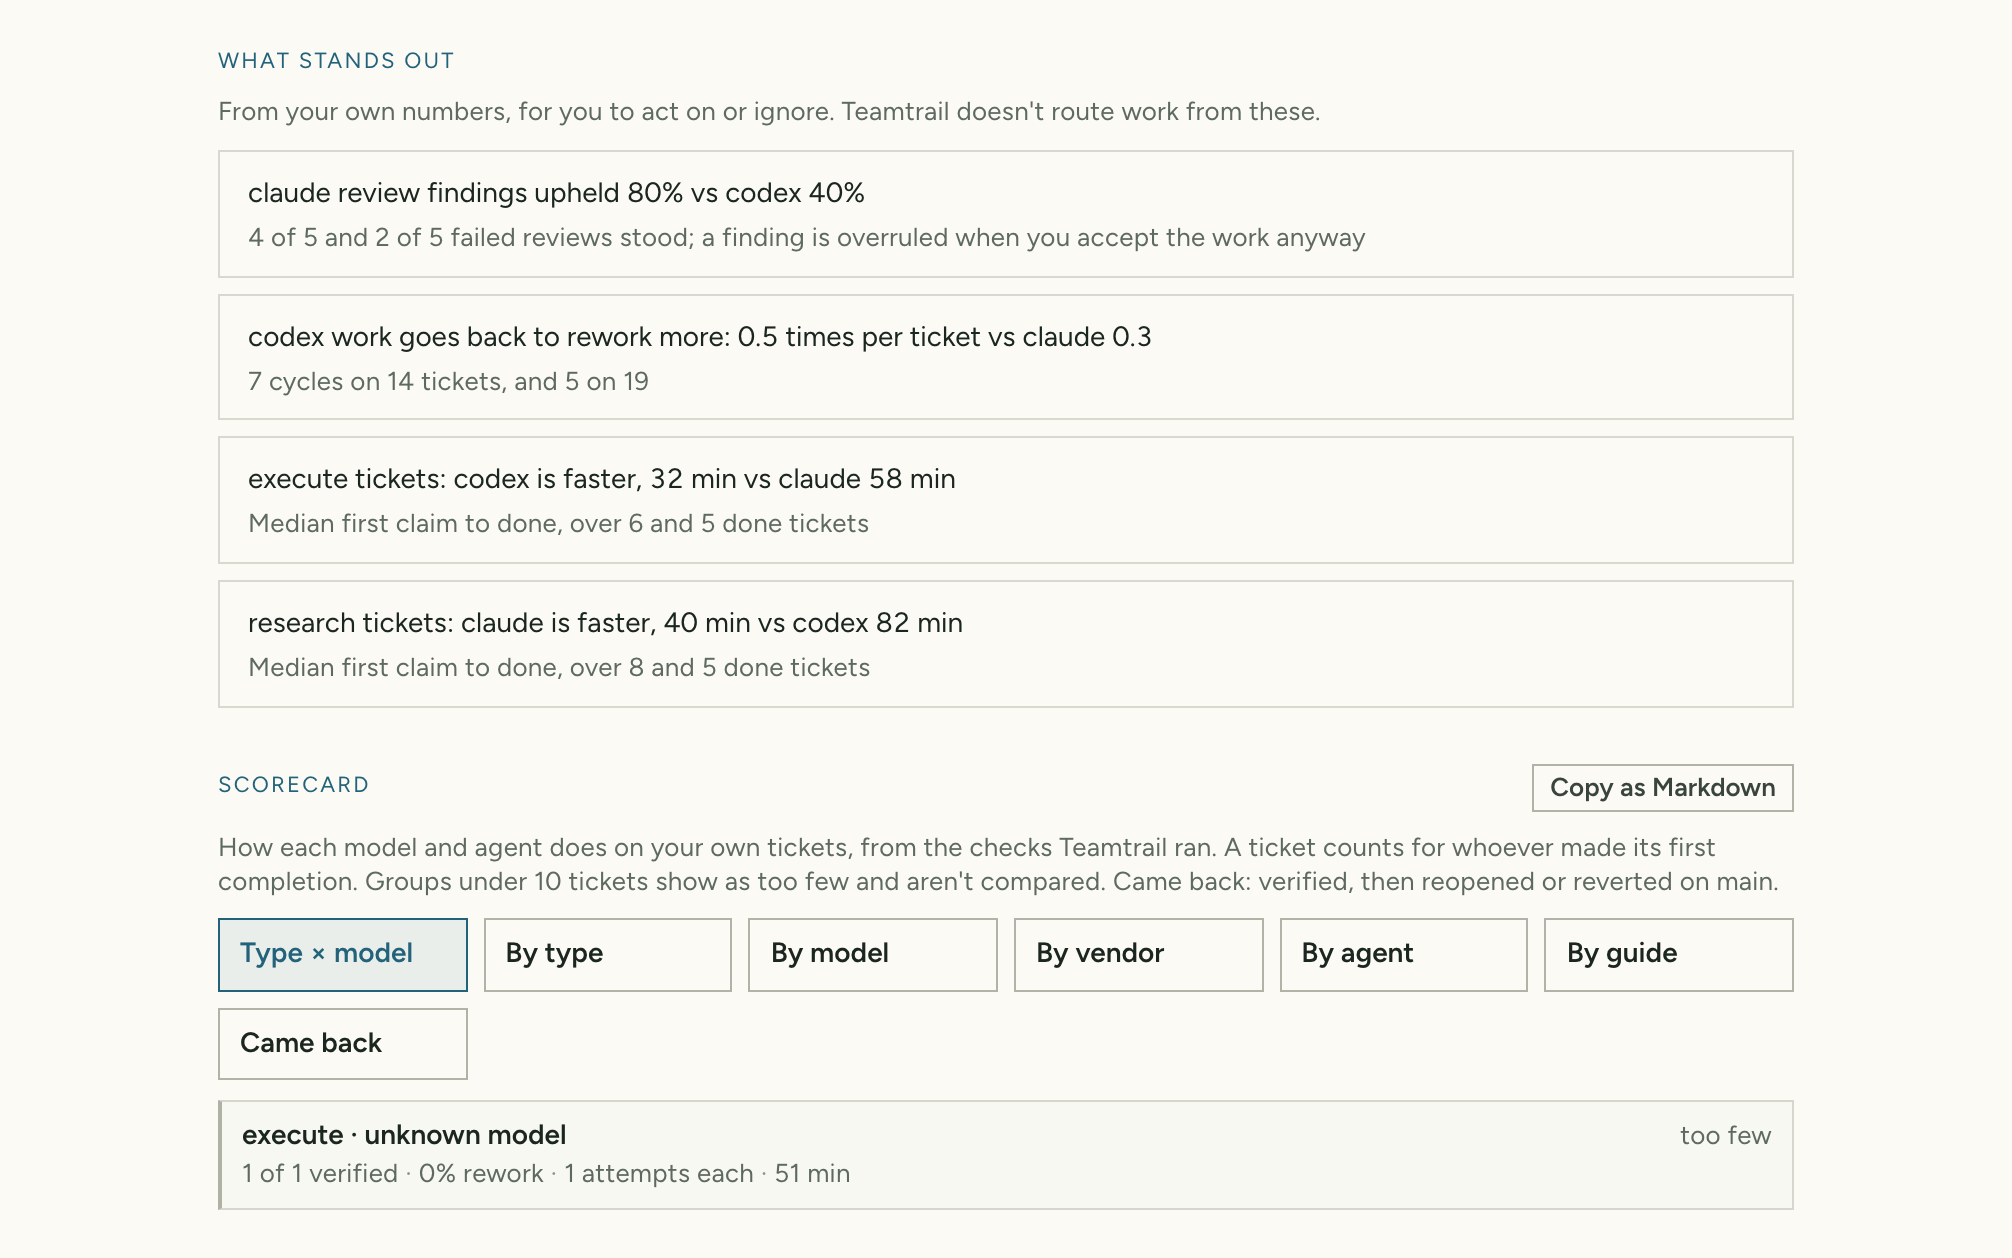 WHAT STANDS OUT
From your own numbers, for you to act on or ignore. Teamtrail doesn't route work from these.
claude review findings upheld 80% vs codex 40%
4 of 5 and 2 of 5 failed reviews stood; a finding is overruled when you accept the work anyway
codex work goes back to rework more: 0.5 times per ticket vs claude 0.3
7 cycles on 14 tickets, and 5 on 19
execute tickets: codex is faster, 32 min vs claude 58 min
Median first claim to done, over 6 and 5 done tickets
research tickets: claude is faster, 40 min vs codex 82 min
Median first claim to done, over 8 and 5 done tickets
SCORECARD
Copy as Markdown
How each model and agent does on your own tickets, from the checks Teamtrail ran. A ticket counts for whoever made its first
completion. Groups under 10 tickets show as too few and aren't compared. Came back: verified, then reopened or reverted on main.
Type × model
By type
By model
By vendor
By agent
By guide
Came back
execute · unknown model
too few
1 of 1 verified · 0% rework · 1 attempts each · 51 min